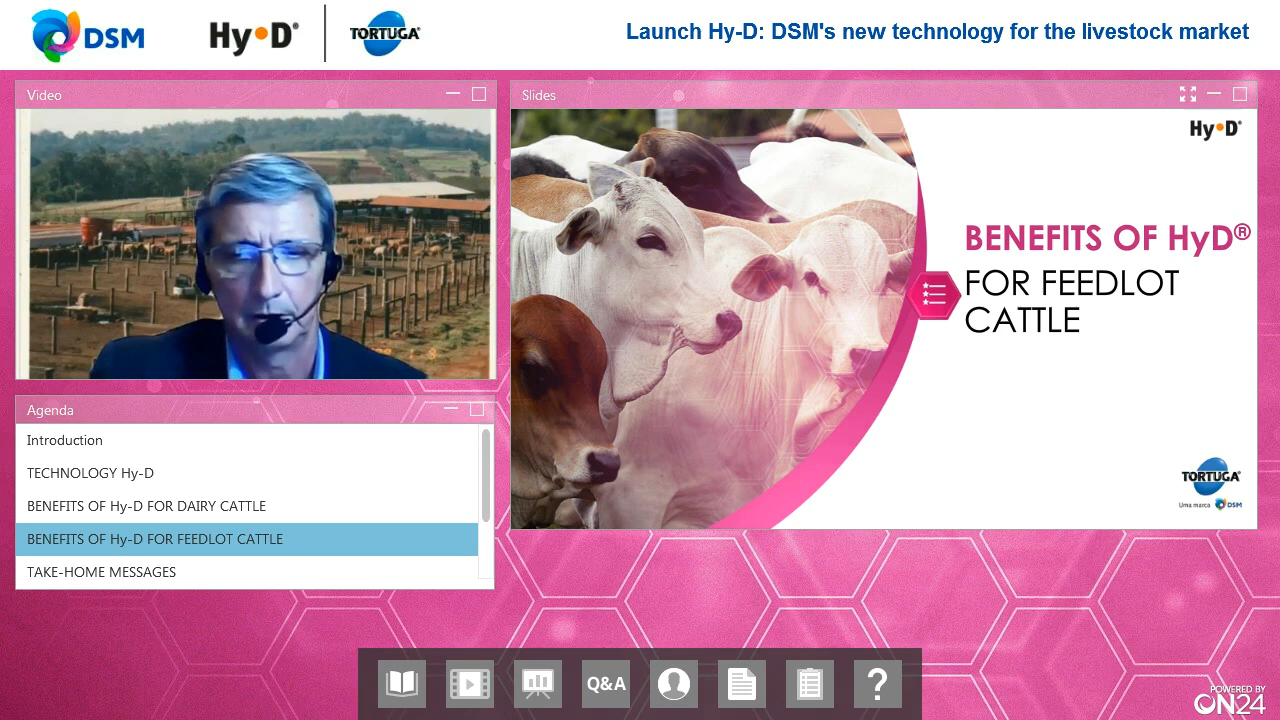 DSM
Hy•D®
TORTUGA
Launch Hy-D: DSM's new technology for the livestock market
Video
Slides
Hy•D®
BENEFITS OF HyD®
FOR FEEDLOT
CATTLE
TORTUGA
Uma marca DSM
Agenda
Introduction
TECHNOLOGY Hy-D
BENEFITS OF Hy-D FOR DAIRY CATTLE
BENEFITS OF Hy-D FOR FEEDLOT CATTLE
TAKE-HOME MESSAGES
Q&A
?
POWERED BY
ON24